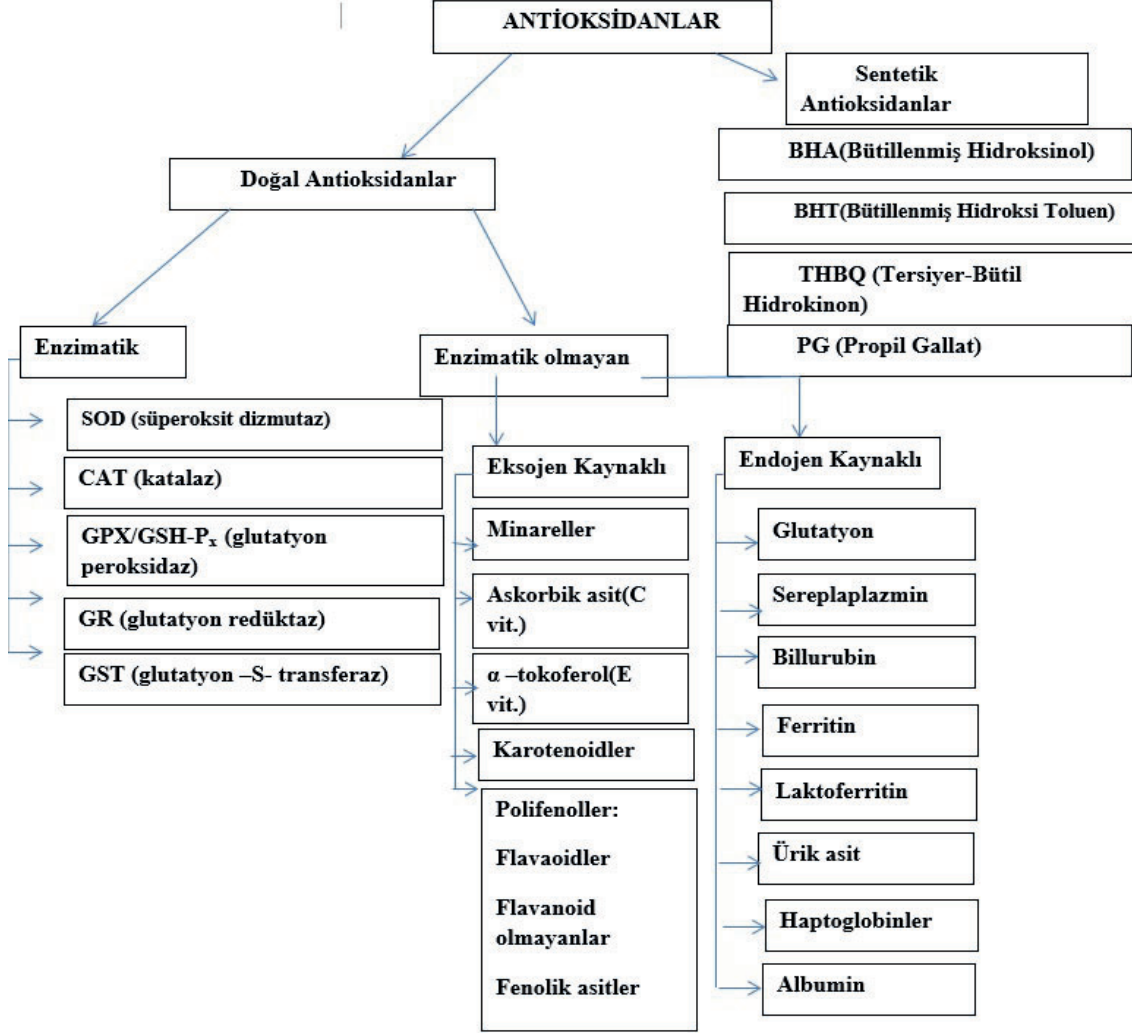 ANTİOKSİDANLAR
Sentetik
Antioksidanlar
BHA(Bütillenmiş Hidroksinol)
BHT(Bütillenmiş Hidroksi Toluen)
THBQ (Tersiyer-Bütil
Hidrokinon)
PG (Propil Gallat)
Doğal Antioksidanlar
Enzimatik
SOD (süperoksit dizmutaz)
CAT (katalaz)
GPX/GSH-Pₓ (glutatyon
peroksidaz)
GR (glutatyon redüktaz)
GST (glutatyon –S- transferaz)
Enzimatik olmayan
Eksojen Kaynaklı
Minareller
Askorbik asit(C
vit.)
α –tokoferol(E
vit.)
Karotenoidler
Polifenoller:
Flavaoidler
Flavanoid
olmayanlar
Fenolik asitler
Endojen Kaynaklı
Glutatyon
Sereplaplazmin
Billurubin
Ferritin
Laktoferritin
Ürik asit
Haptoglobinler
Albumin